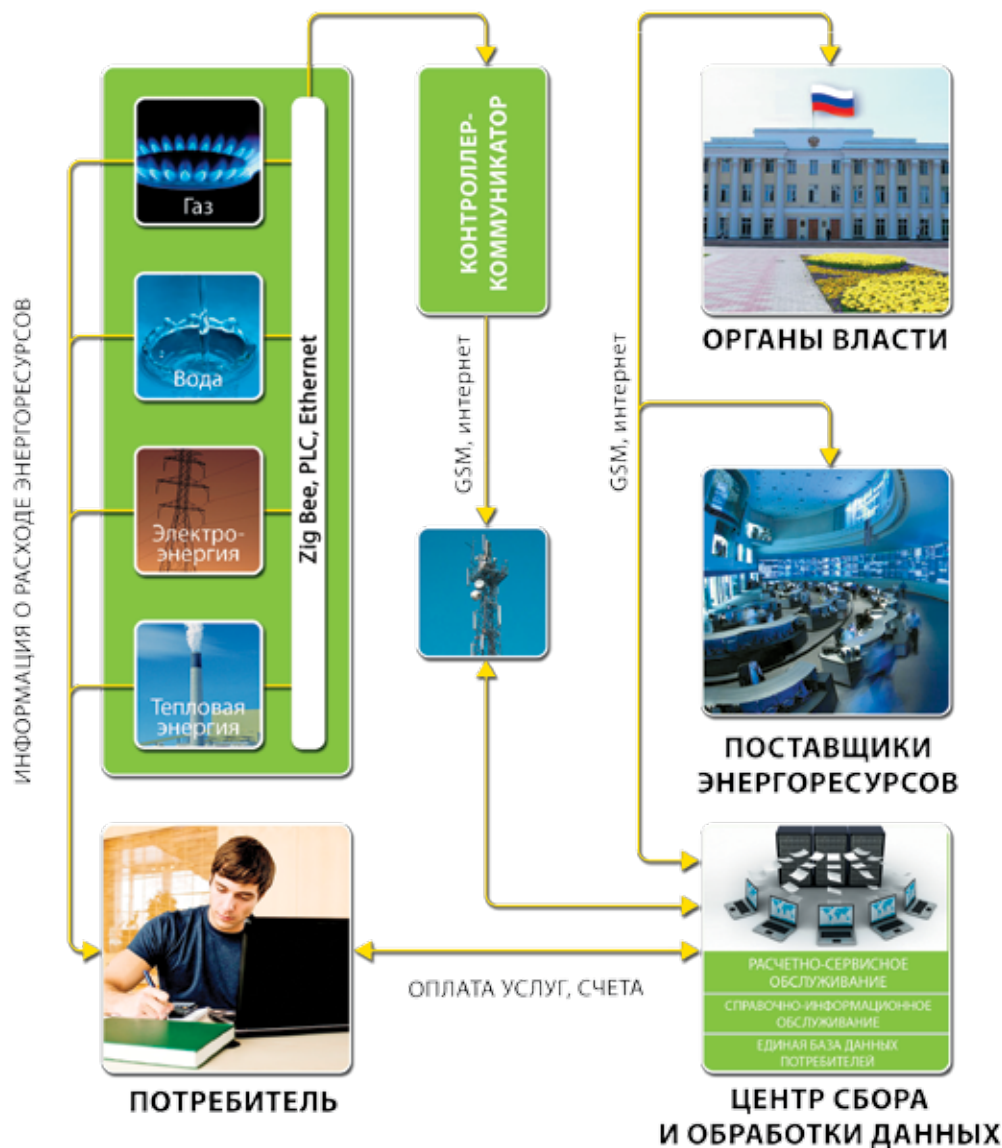 ИНФОРМАЦИЯ О РАСХОДЕ ЭНЕРГОРЕСУРСОВ
Газ
Вода
Электро-
энергия
Тепловая
энергия
Zig Bee, PLC, Ethernet
КОНТРОЛЛЕР-
КОММУНИКАТОР
GSM, интернет
GSM, интернет
ОРГАНЫ ВЛАСТИ
ПОСТАВЩИКИ
ЭНЕРГОРЕСУРСОВ
ПОТРЕБИТЕЛЬ
ОПЛАТА УСЛУГ, СЧЕТА
РАСЧЕТНО-СЕРВИСНОЕ
ОБСЛУЖИВАНИЕ
СПРАВОЧНО-ИНФОРМАЦИОННОЕ
ОБСЛУЖИВАНИЕ
ЕДИНАЯ БАЗА ДАННЫХ
ПОТРЕБИТЕЛЕЙ
ЦЕНТР СБОРА
И ОБРАБОТКИ ДАННЫХ